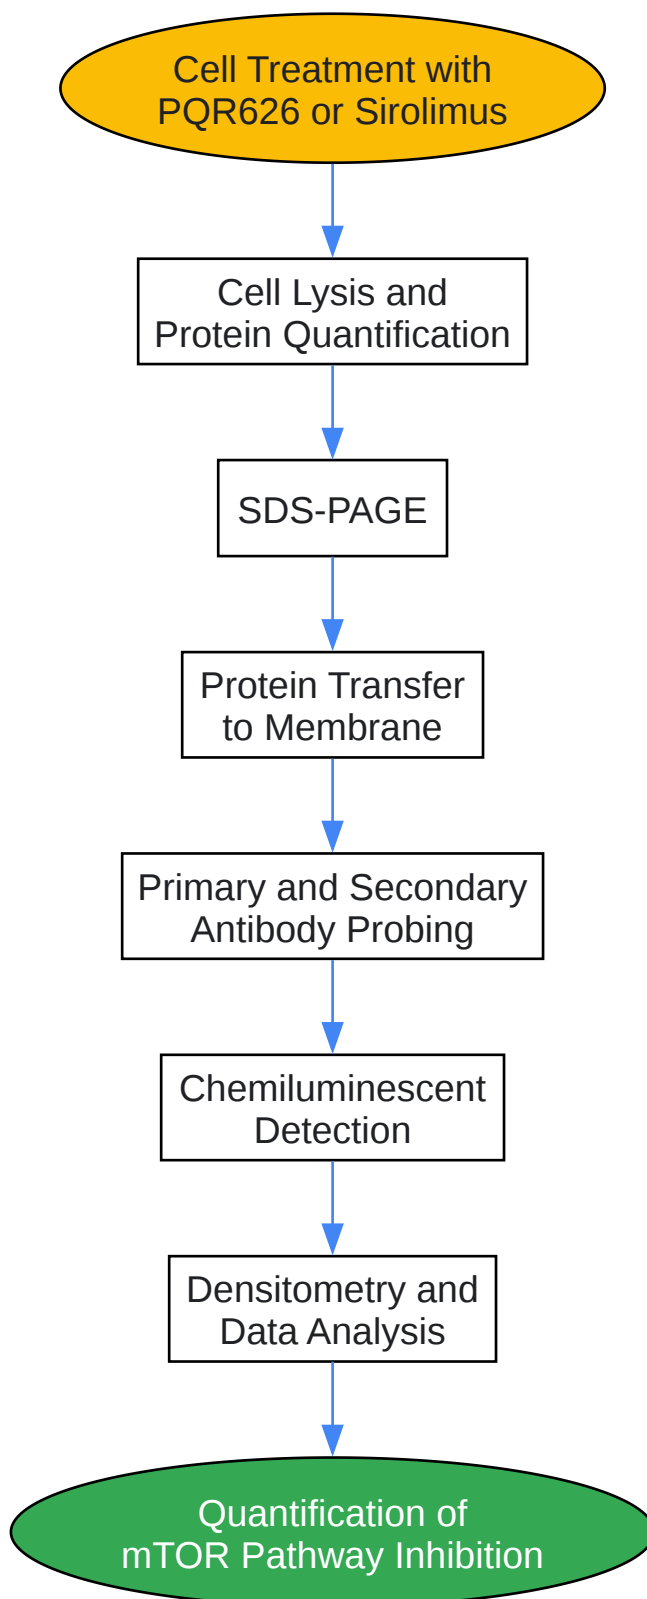 Cell Treatment with
PQR626 or Sirolimus
Cell Lysis and
Protein Quantification
SDS-PAGE
Protein Transfer
to Membrane
Primary and Secondary
Antibody Probing
Chemiluminescent
Detection
Densitometry and
Data Analysis
Quantification of
mTOR Pathway Inhibition